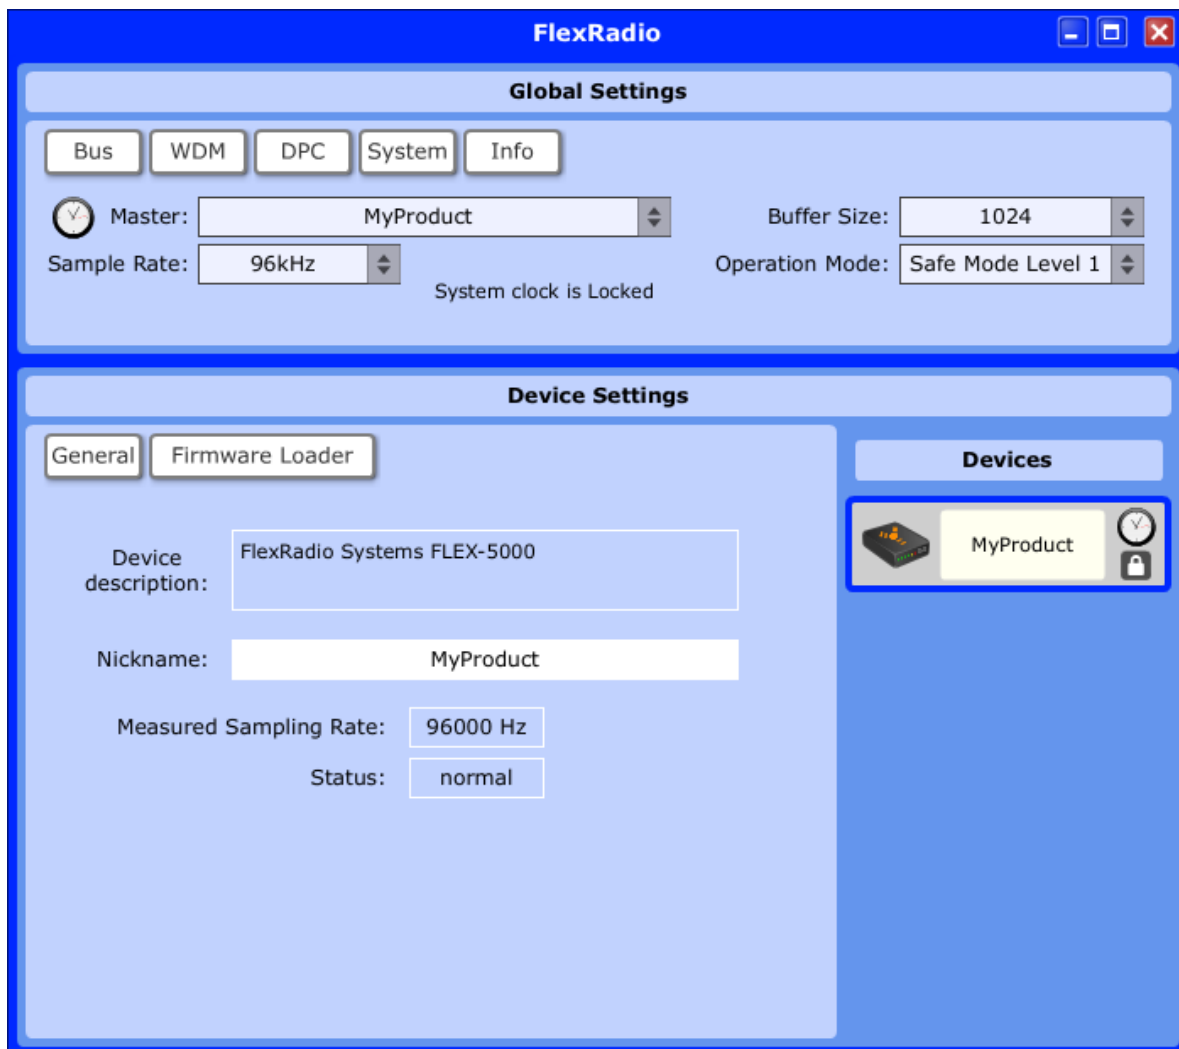 FlexRadio
Global Settings
Bus WDM DPC System Info
Master: MyProduct Buffer Size: 1024
Sample Rate: 96kHz Operation Mode: Safe Mode Level 1
System clock is Locked
Device Settings
General Firmware Loader
Devices
MyProduct
Device description: FlexRadio Systems FLEX-5000
Nickname: MyProduct
Measured Sampling Rate: 96000 Hz
Status: normal